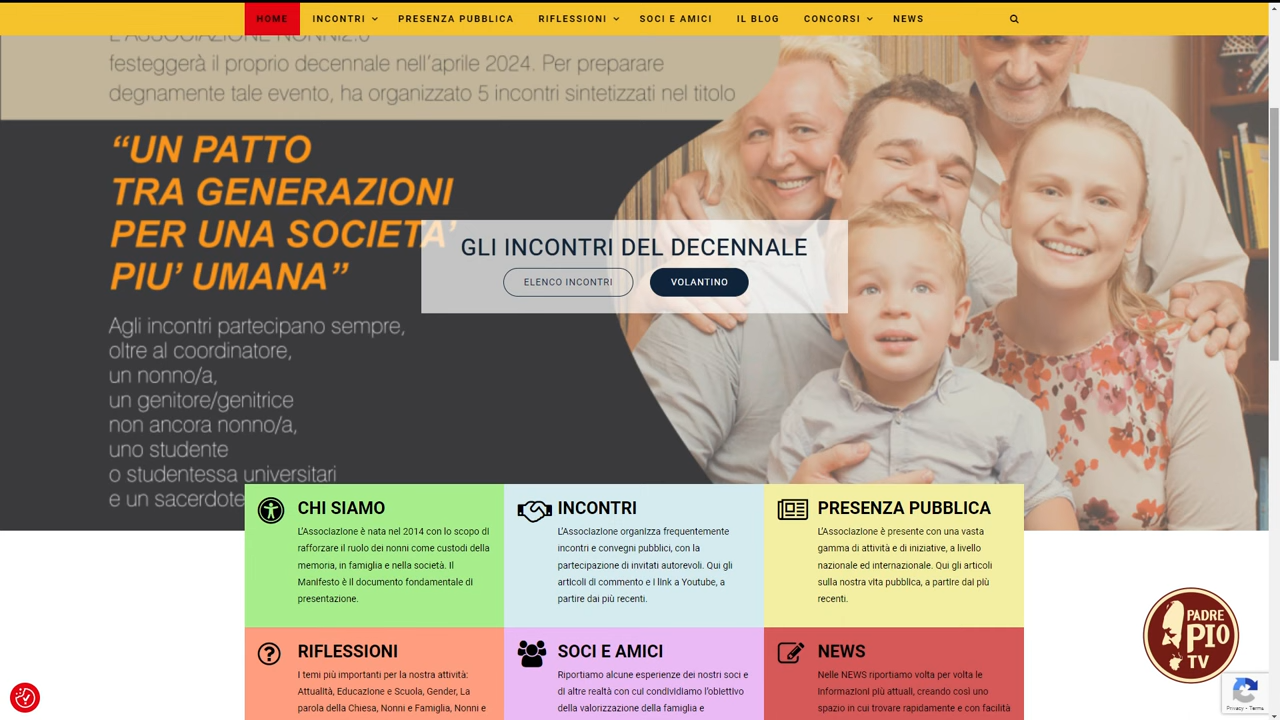 HOME INCONTRI PRESENZA PUBBLICA RIFLESSIONI SOCI E AMICI IL BLOG CONCORSI NEWS
L'ASSOCIAZIONE NONNI2.0
festeggerà il proprio decennale nell'aprile 2024. Per preparare
degnamente tale evento, ha organizzato 5 incontri sintetizzati nel titolo
“UN PATTO
TRA GENERAZIONI
PER UNA SOCIETA’
PIU’ UMANA”
GLI INCONTRI DEL DECENNALE
ELENCO INCONTRI VOLANTINO
Agli incontri partecipano sempre,
oltre al coordinatore,
un nonno/a,
un genitore/genitrice
non ancora nonno/a,
uno studente
o studentessa universitari
e un sacerdote
CHI SIAMO
L'Associazione è nata nel 2014 con lo scopo di
rafforzare il ruolo dei nonni come custodi della
memoria, in famiglia e nella società. Il
Manifesto è il documento fondamentale di
presentazione.
INCONTRI
L'Associazione organizza frequentemente
incontri e convegni pubblici, con la
partecipazione di invitati autorevoli. Qui gli
articoli di commento e i link a Youtube, a
partire dai più recenti.
PRESENZA PUBBLICA
L'Associazione è presente con una vasta
gamma di attività e di iniziative, a livello
nazionale ed internazionale. Qui gli articoli
sulla nostra vita pubblica, a partire dai più
recenti.
RIFLESSIONI
I temi più importanti per la nostra attività:
Attualità, Educazione e Scuola, Gender, La
parola della Chiesa, Nonni e Famiglia, Nonni e
SOCI E AMICI
Riportiamo alcune esperienze dei nostri soci e
di altre realtà con cui condividiamo l'obiettivo
della valorizzazione della famiglia e
NEWS
Nelle NEWS riportiamo volta per volta le
informazioni più attuali, creando così uno
spazio in cui trovare rapidamente e con facilità
PADRE
PIO
TV
Privacy - Terms